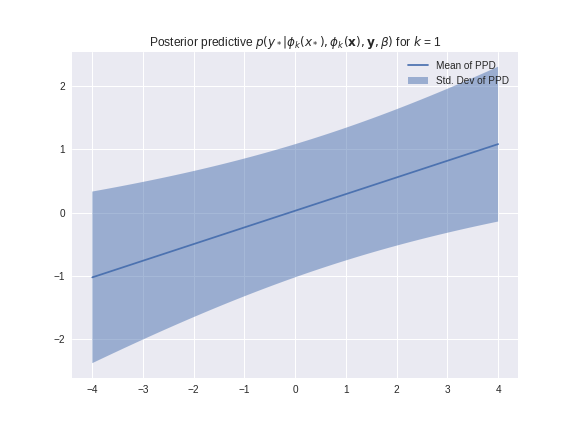 Posterior predictive p(y*|ϕk(x*), ϕk(x), y, β) for k = 1
Mean of PPD
Std. Dev of PPD
2
1
0
−1
−2
−4 −3 −2 −1 0 1 2 3 4